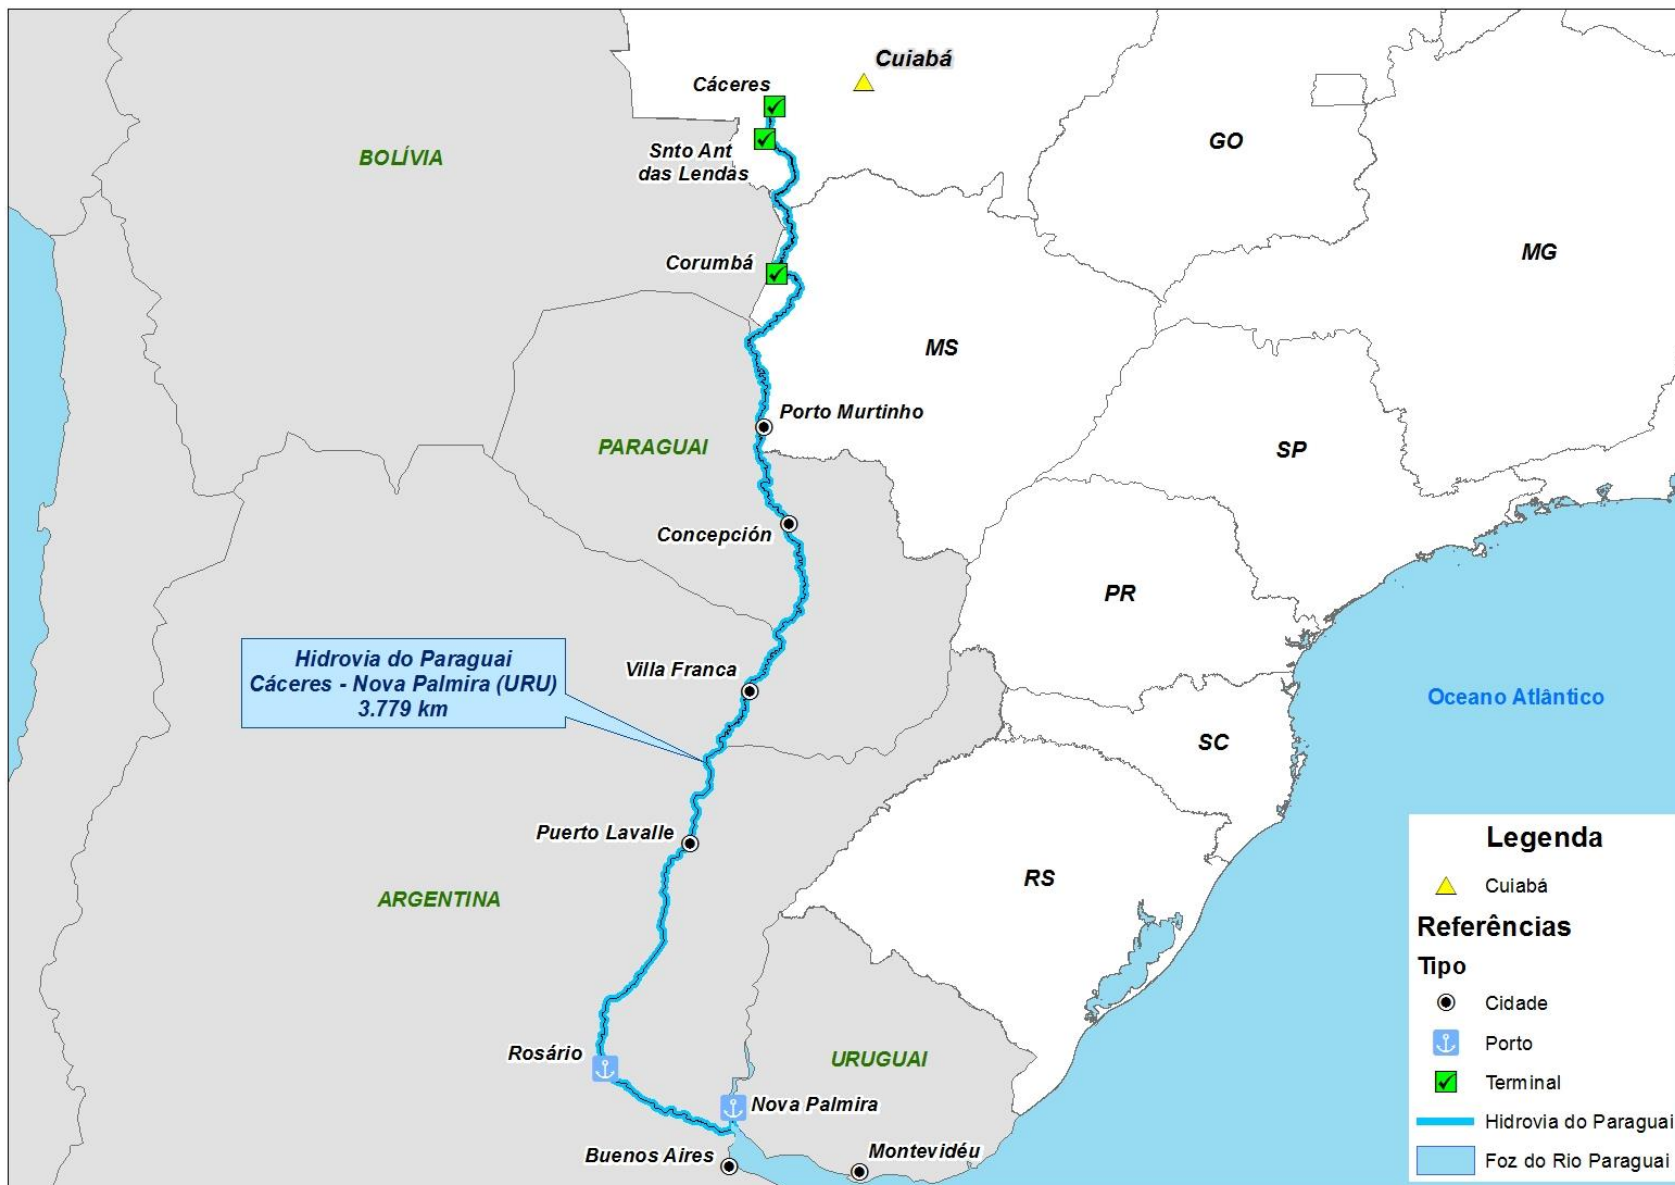 Cuiabá
Cáceres
Snto Ant
das Lendas
BOLÍVIA
GO
MG
Corumbá
MS
Porto Murtinho
PARAGUAI
SP
Concepción
PR
Hidrovia do Paraguai
Cáceres - Nova Palmira (URU)
3.779 km
Villa Franca
Oceano Atlântico
SC
Puerto Lavalle
RS
ARGENTINA
Rosário
URUGUAI
Nova Palmira
Buenos Aires
Montevidéu
Legenda
Cuiabá
Referências
Tipo
Cidade
Porto
Terminal
Hidrovia do Paraguai
Foz do Rio Paraguai